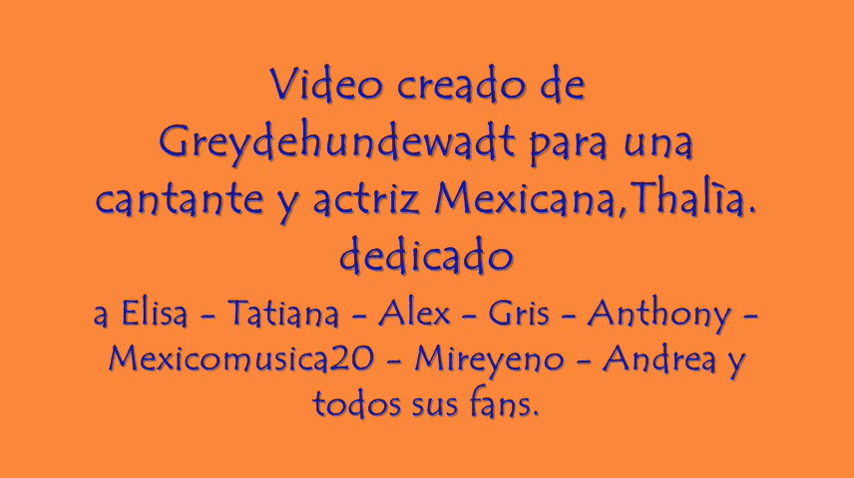 Video creado de
Greydehundewadt para una
cantante y actriz Mexicana,Thalìa.
dedicado
a Elisa - Tatiana - Alex - Gris - Anthony -
Mexicomusica20 - Mireyeno - Andrea y
todos sus fans.